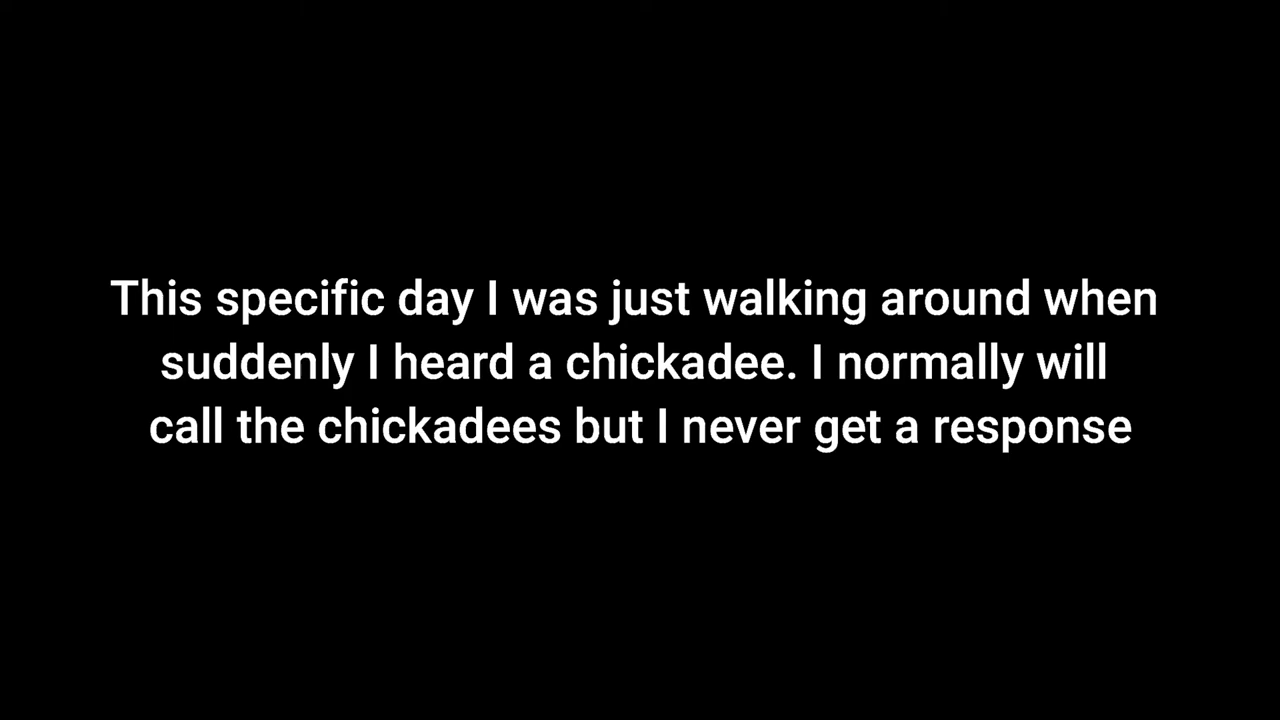 This specific day I was just walking around when
suddenly I heard a chickadee. I normally will
call the chickadees but I never get a response